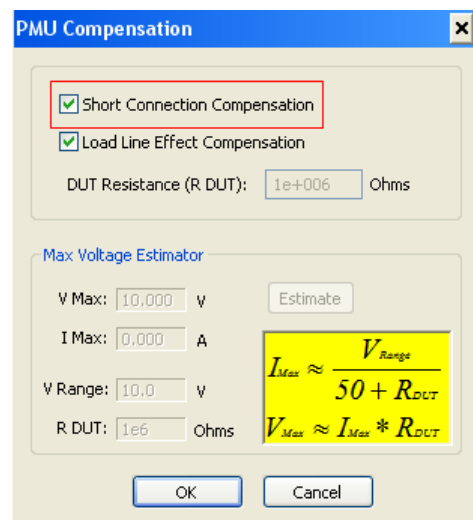 PMU Compensation
Short Connection Compensation
Load Line Effect Compensation
DUT Resistance (R DUT): 1e+006 Ohms
Max Voltage Estimator
V Max: 10.000 V Estimate
I Max: 0.000 A
V Range: 10.0 V
R DUT: 1e6 Ohms
I_Max ≈ V_Range / 50 + R_DUT
V_Max ≈ I_Max * R_DUT
OK Cancel